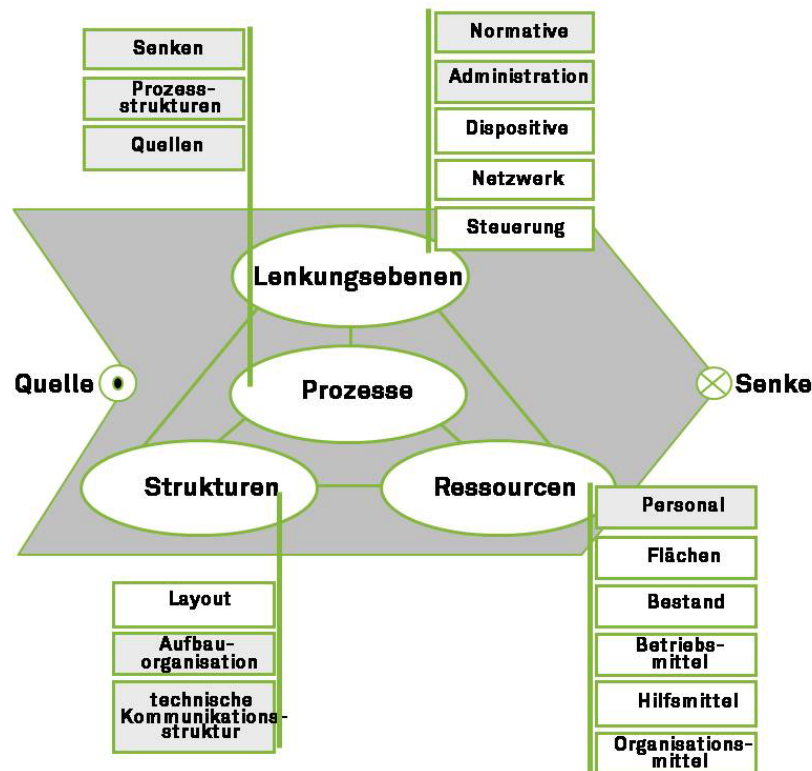 Senken
Prozess-
strukturen
Quellen
Normative
Administration
Dispositive
Netzwerk
Steuerung
Lenkungsebenen
Prozesse
Quelle
Senke
Strukturen
Ressourcen
Layout
Aufbau-
organisation
technische
Kommunikations-
struktur
Personal
Flächen
Bestand
Betriebs-
mittel
Hilfsmittel
Organisations-
mittel